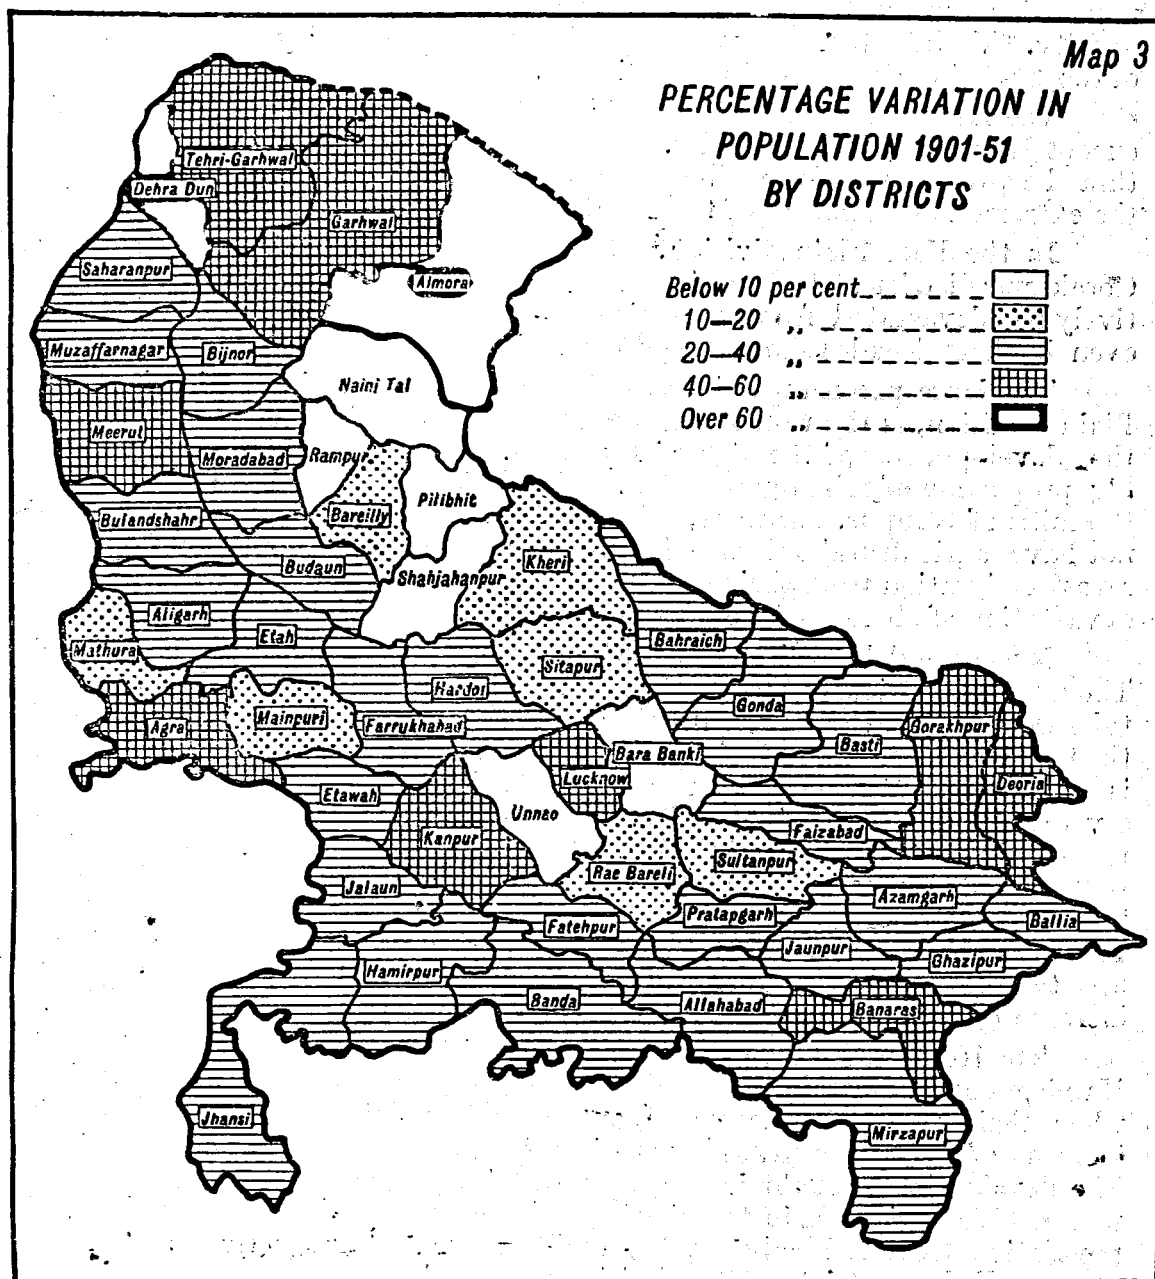 Map 3
PERCENTAGE VARIATION IN
POPULATION 1901-51
BY DISTRICTS
Below 10 per cent
10—20 ,,
20—40 ,,
40—60 ,,
Over 60 ,,
Tehri-Garhwal
Dehra Dun
Garhwal
Saharanpur
Almora
Muzaffarnagar
Bijnor
Naini Tal
Meerut
Moradabad
Rampur
Pilibhit
Bulandshahr
Bareilly
Budaun
Shahjahanpur
Kheri
Aligarh
Etah
Mathura
Bahraich
Sitapur
Hardoi
Gonda
Agra
Mainpuri
Farrukhabad
Gorakhpur
Basti
Bara Banki
Lucknow
Deoria
Etawah
Unnao
Kanpur
Faizabad
Sultanpur
Rae Bareli
Jalaun
Azamgarh
Pratapgarh
Ballia
Fatehpur
Jaunpur
Ghazipur
Hamirpur
Banda
Allahabad
Banaras
Jhansi
Mirzapur